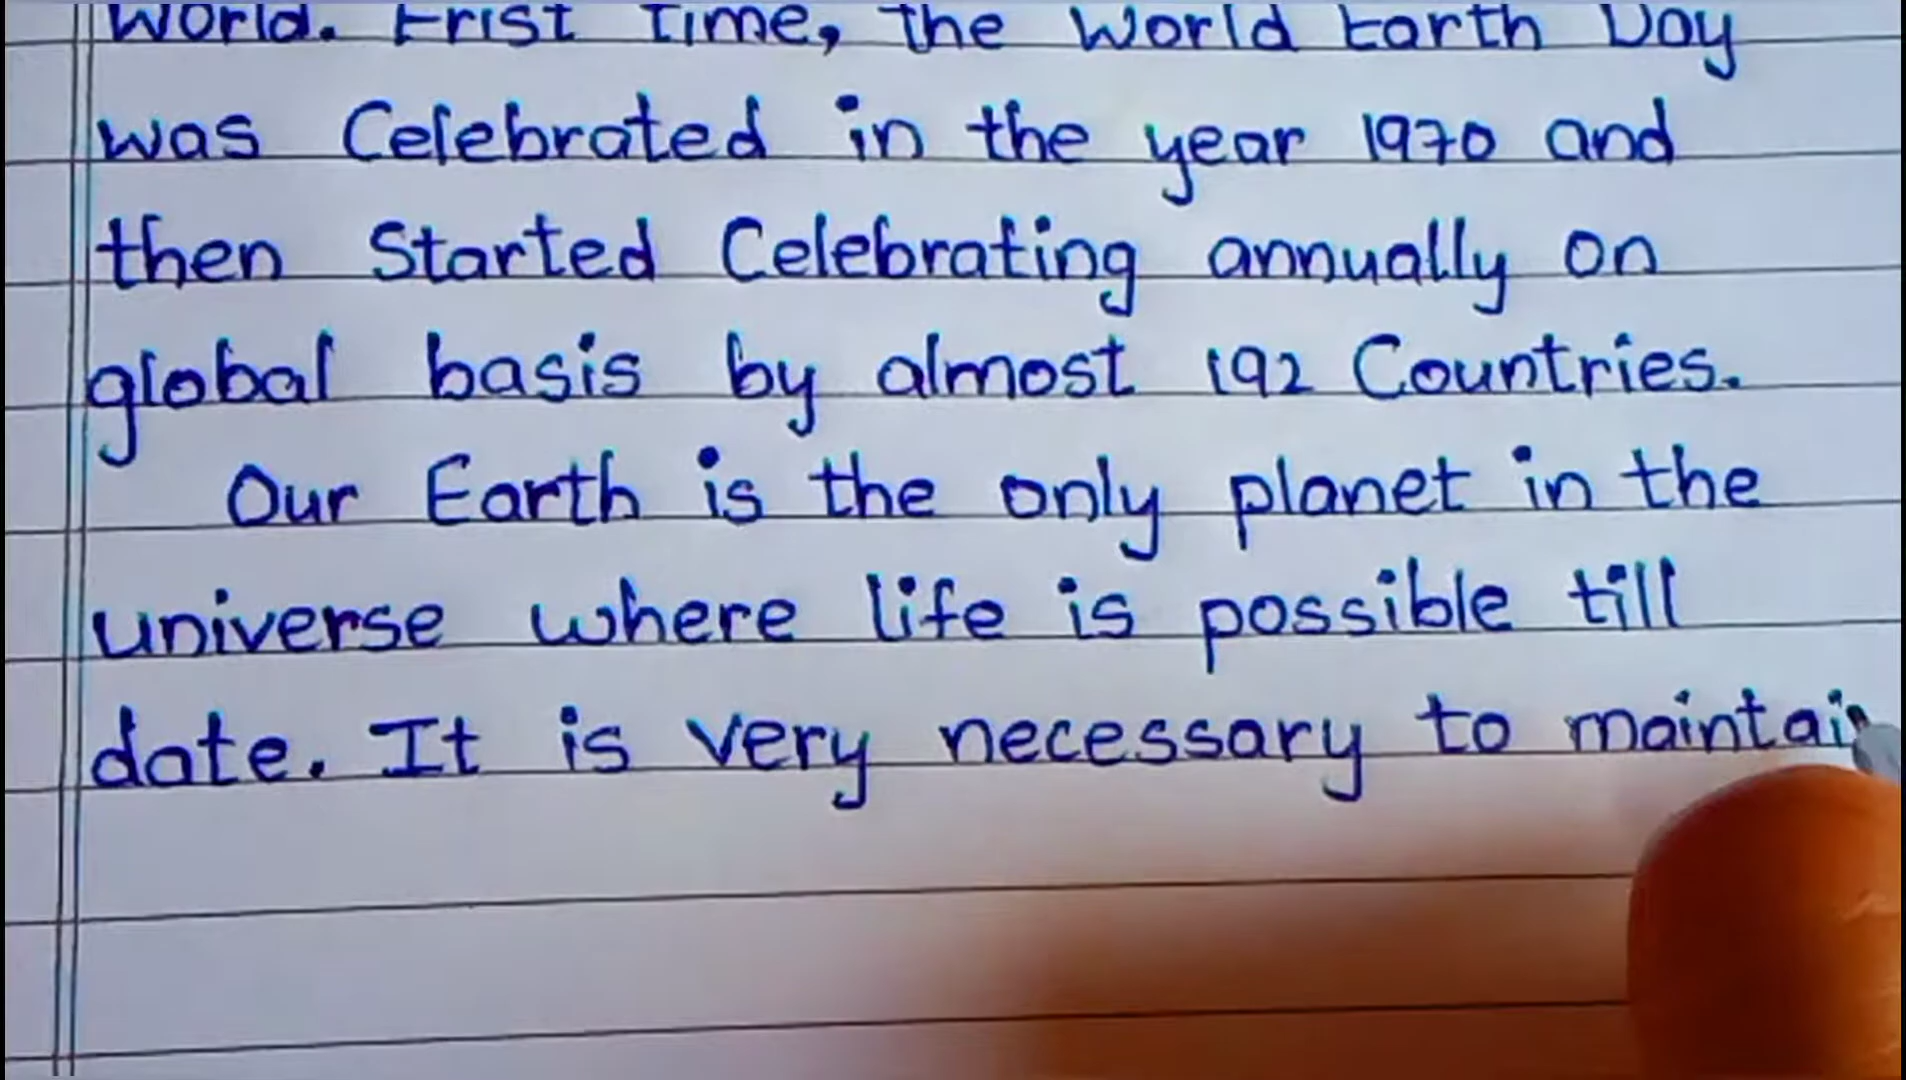 World. Frist time, the World Earth Day
was Celebrated in the year 1970 and
then Started Celebrating annually on
global basis by almost 192 Countries.
Our Earth is the only planet in the
universe where life is possible till
date. It is very necessary to maintai